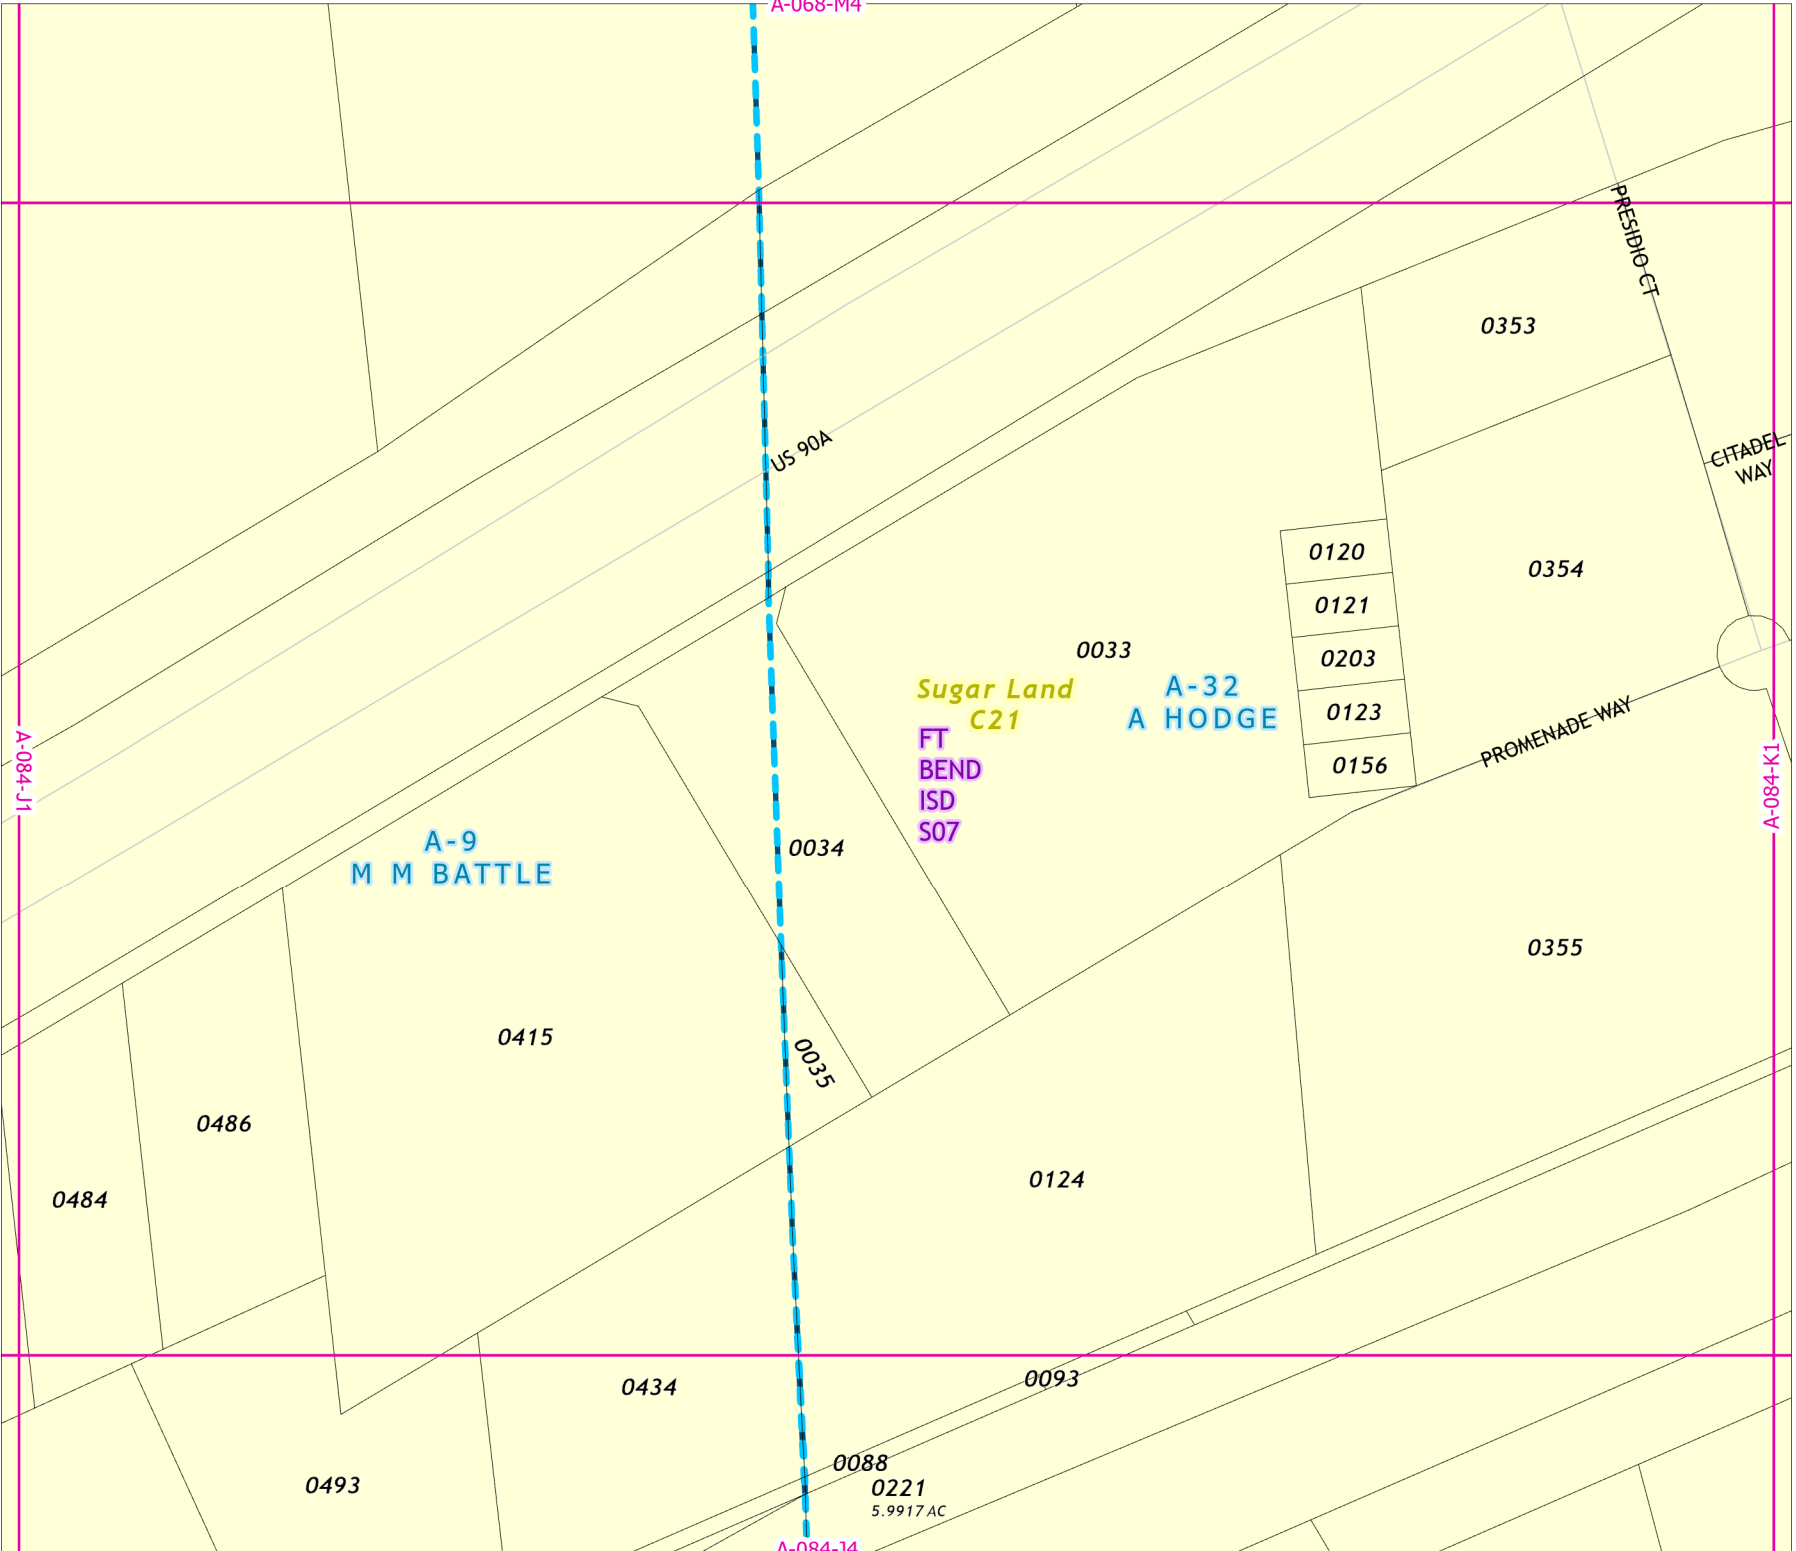 A-068-M4
PRESIDIO CT
0353
US 90A
CITADEL
WAY
0120
0354
0121
0033
0203
Sugar Land
C21
A-32
A HODGE
0123
PROMENADE WAY
FT
BEND
ISD
S07
0156
A-084-J1
A-084-K1
A-9
M M BATTLE
0034
0355
0415
0035
0486
0124
0484
0093
0434
0088
0493
0221
5.9917 AC
A-084-J4